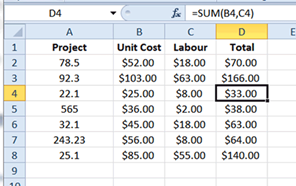 D4 fx =SUM(B4,C4)
A B C D E
1 Project Unit Cost Labour Total
2 78.5 $52.00 $18.00 $70.00
3 92.3 $103.00 $63.00 $166.00
4 22.1 $25.00 $8.00 $33.00
5 565 $36.00 $2.00 $38.00
6 32.1 $45.00 $18.00 $63.00
7 243.23 $56.00 $8.00 $64.00
8 25.1 $85.00 $55.00 $140.00
9